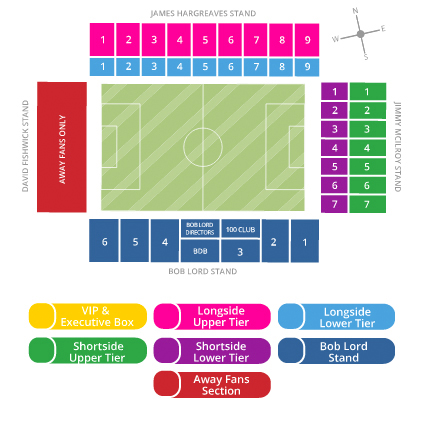 JAMES HARGREAVES STAND
N
W
E
S
1 2 3 4 5 6 7 8 9
1 2 3 4 5 6 7 8 9
DAVID FISHWICK STAND
AWAY FANS ONLY
1 1
2 2
3 3
4 4
5 5
6 6
7 7
JIMMY MCILROY STAND
6 5 4
BOB LORD
DIRECTORS
BDB
100 CLUB
3
2 1
BOB LORD STAND
VIP &
Executive Box
Longside
Upper Tier
Longside
Lower Tier
Shortside
Upper Tier
Shortside
Lower Tier
Bob Lord
Stand
Away Fans
Section